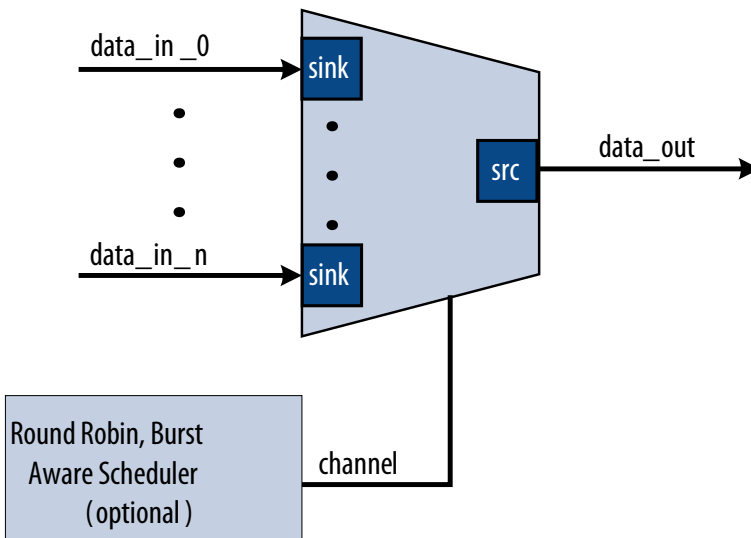 data_in _0
sink
src
data_out
data_in_n
sink
Round Robin, Burst
Aware Scheduler
( optional )
channel